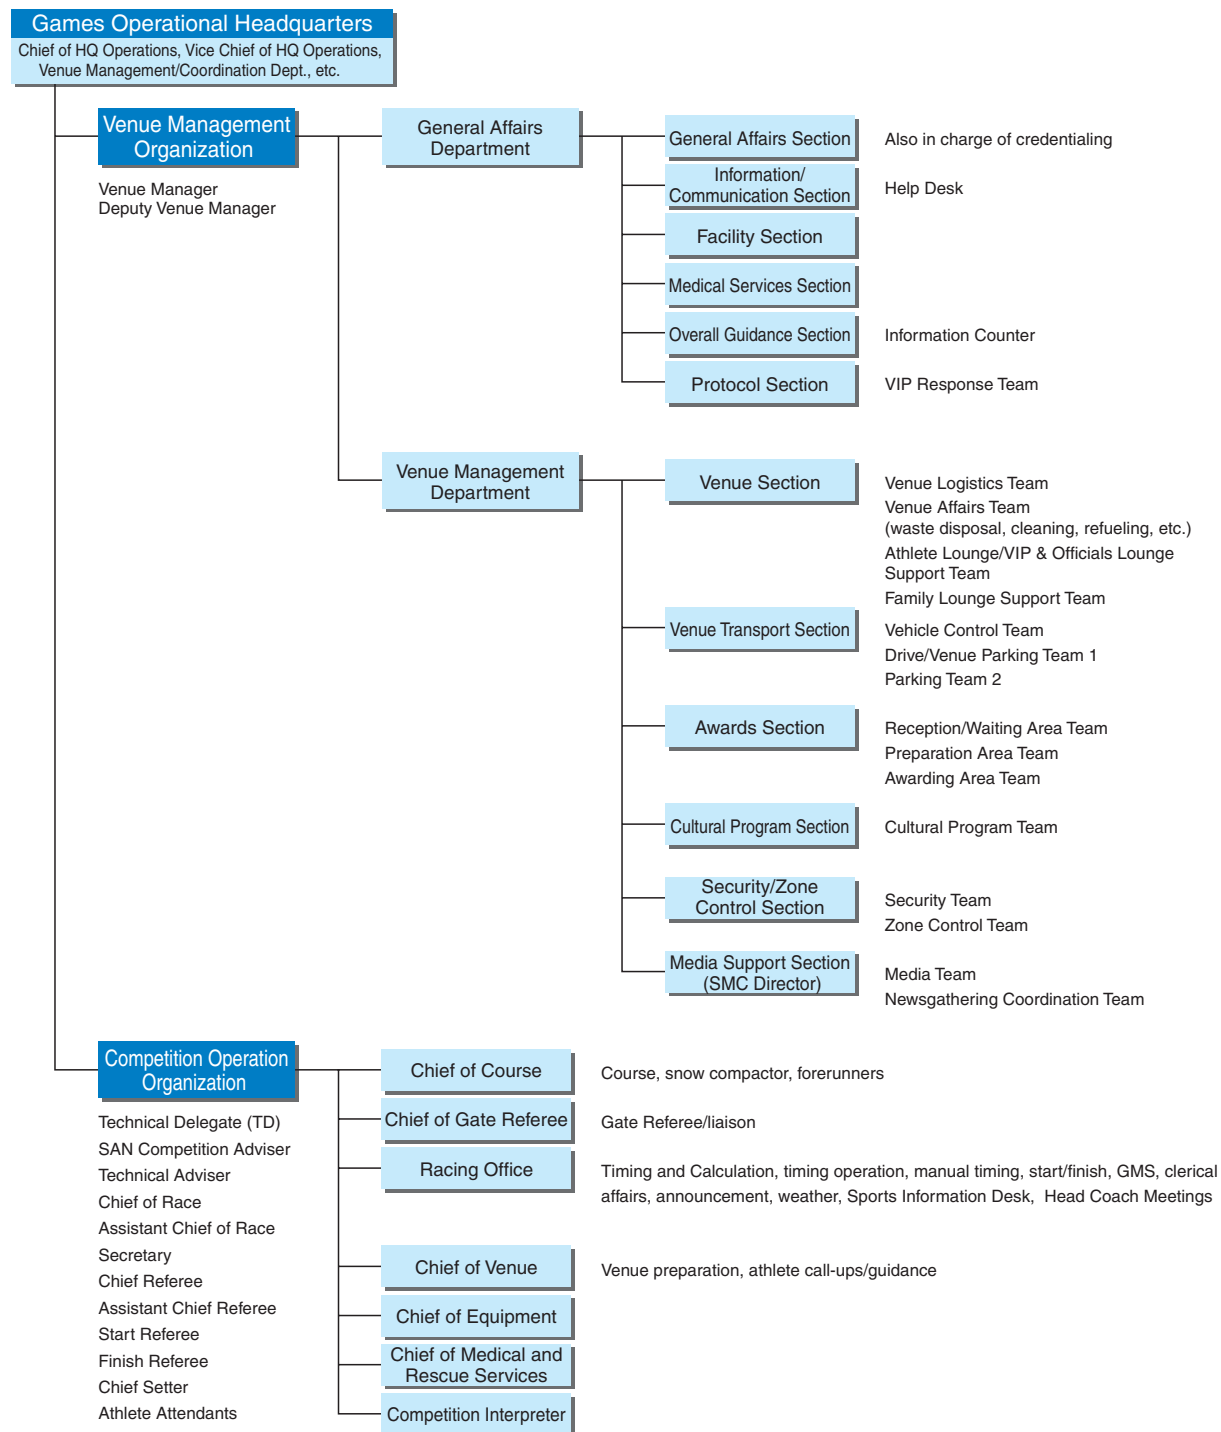 Games Operational Headquarters
Chief of HQ Operations, Vice Chief of HQ Operations,
Venue Management/Coordination Dept., etc.
Venue Management
Organization
Venue Manager
Deputy Venue Manager
General Affairs
Department
General Affairs Section
Also in charge of credentialing
Information/
Communication Section
Help Desk
Facility Section
Medical Services Section
Overall Guidance Section
Information Counter
Protocol Section
VIP Response Team
Venue Management
Department
Venue Section
Venue Logistics Team
Venue Affairs Team
(waste disposal, cleaning, refueling, etc.)
Athlete Lounge/VIP & Officials Lounge
Support Team
Family Lounge Support Team
Venue Transport Section
Vehicle Control Team
Drive/Venue Parking Team 1
Parking Team 2
Awards Section
Reception/Waiting Area Team
Preparation Area Team
Awarding Area Team
Cultural Program Section
Cultural Program Team
Security/Zone
Control Section
Security Team
Zone Control Team
Media Support Section
(SMC Director)
Media Team
Newsgathering Coordination Team
Competition Operation
Organization
Technical Delegate (TD)
SAN Competition Adviser
Technical Adviser
Chief of Race
Assistant Chief of Race
Secretary
Chief Referee
Assistant Chief Referee
Start Referee
Finish Referee
Chief Setter
Athlete Attendants
Chief of Course
Course, snow compactor, forerunners
Chief of Gate Referee
Gate Referee/liaison
Racing Office
Timing and Calculation, timing operation, manual timing, start/finish, GMS, clerical
affairs, announcement, weather, Sports Information Desk, Head Coach Meetings
Chief of Venue
Venue preparation, athlete call-ups/guidance
Chief of Equipment
Chief of Medical and
Rescue Services
Competition Interpreter